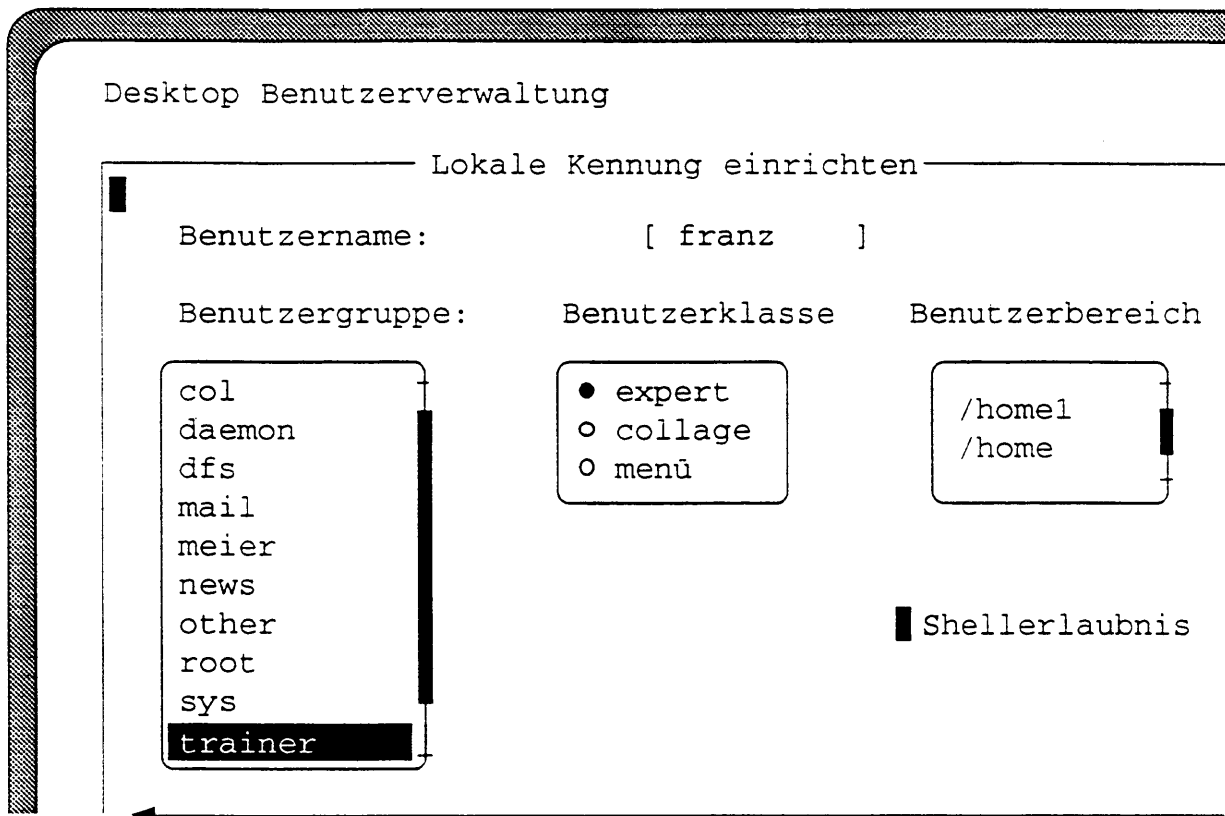 Desktop Benutzerverwaltung
Lokale Kennung einrichten
Benutzername: [ franz ]
Benutzergruppe: Benutzerklasse Benutzerbereich
col
daemon
dfs
mail
meier
news
other
root
sys
trainer
expert
collage
menü
/home1
/home
Shellerlaubnis